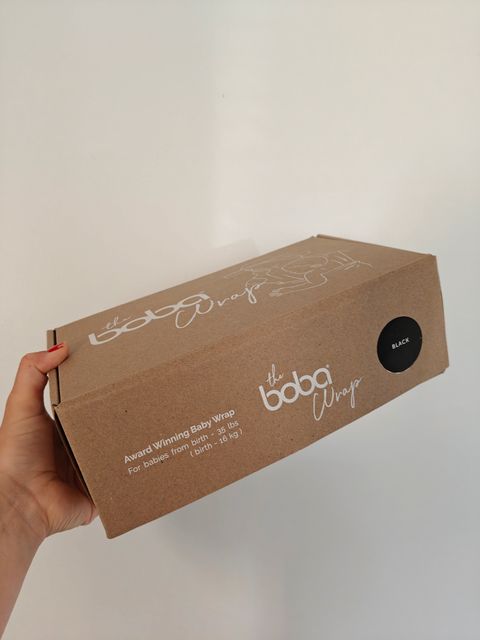 the
boba
Wrap
the
boba
Wrap
BLACK
Award Winning Baby Wrap
For babies from birth - 35 lbs
( birth - 16 kg )